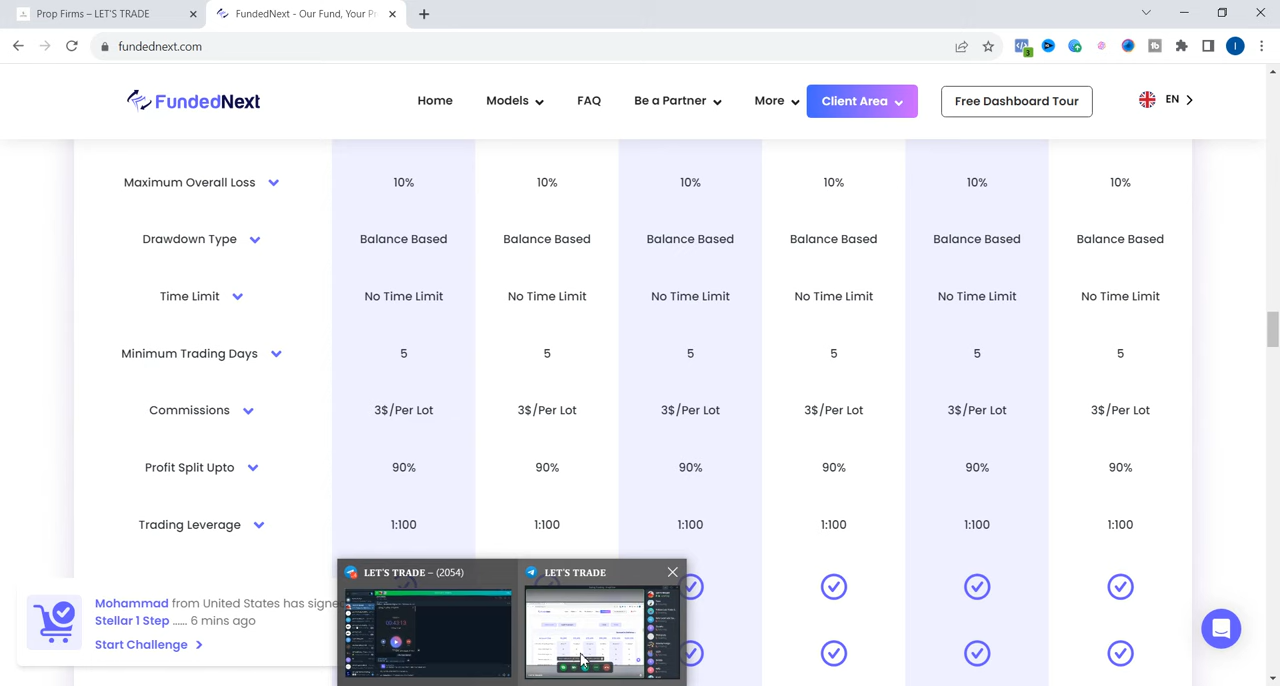 Prop Firms – LET'S TRADE
FundedNext - Our Fund, Your Pr
fundednext.com
3
I
FundedNext
Home
Models
FAQ
Be a Partner
More
Client Area
Free Dashboard Tour
EN
Maximum Overall Loss 10% 10% 10% 10% 10% 10%
Drawdown Type Balance Based Balance Based Balance Based Balance Based Balance Based Balance Based
Time Limit No Time Limit No Time Limit No Time Limit No Time Limit No Time Limit No Time Limit
Minimum Trading Days 5 5 5 5 5 5
Commissions 3$/Per Lot 3$/Per Lot 3$/Per Lot 3$/Per Lot 3$/Per Lot 3$/Per Lot
Profit Split Upto 90% 90% 90% 90% 90% 90%
Trading Leverage 1:100 1:100 1:100 1:100 1:100 1:100
LET'S TRADE – (2054)
LET'S TRADE
Mohammad from United States has signe
Stellar 1 Step ...... 6 mins ago
Start Challenge